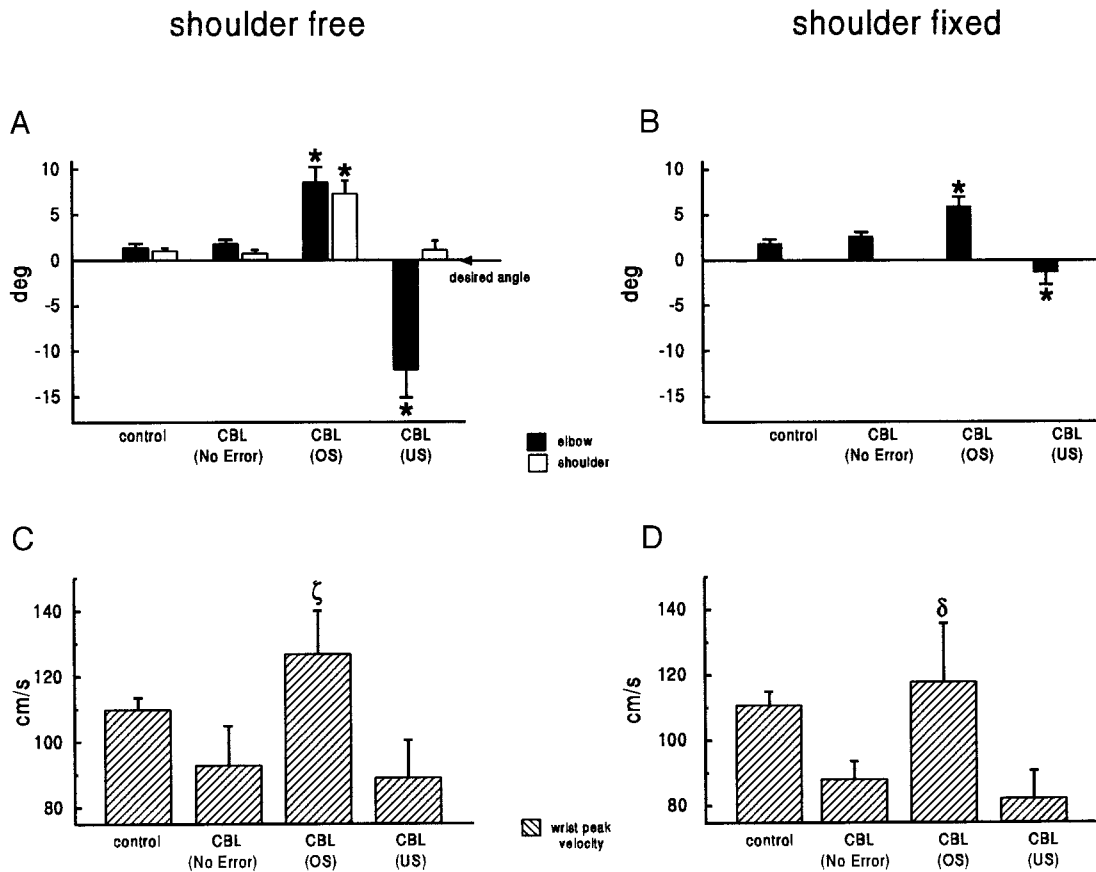 shoulder free
shoulder fixed
A
B
deg
10
5
0
-5
-10
-15
*
*
*
desired angle
control
CBL
(No Error)
CBL
(OS)
CBL
(US)
elbow
shoulder
deg
10
5
0
-5
-10
-15
*
*
control
CBL
(No Error)
CBL
(OS)
CBL
(US)
C
D
cm/s
140
120
100
80
ζ
control
CBL
(No Error)
CBL
(OS)
CBL
(US)
wrist peak
velocity
cm/s
140
120
100
80
δ
control
CBL
(No Error)
CBL
(OS)
CBL
(US)